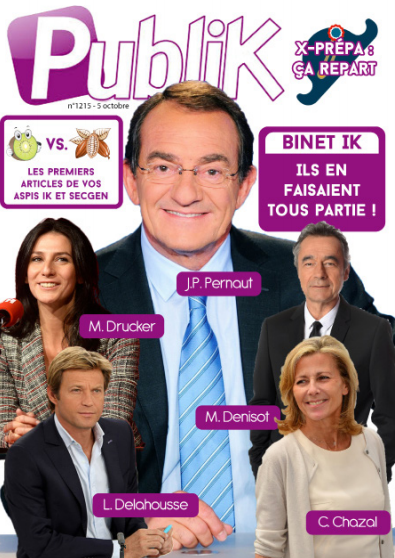 PubliK
X-PRÉPA :
ÇA REPART
n°1215 - 5 octobre
VS.
LES PREMIERS
ARTICLES DE VOS
ASPIS IK ET SECGEN
BINET IK
ILS EN
FAISAIENT
TOUS PARTIE !
J.P. Pernaut
M. Drucker
M. Denisot
L. Delahousse
C. Chazal